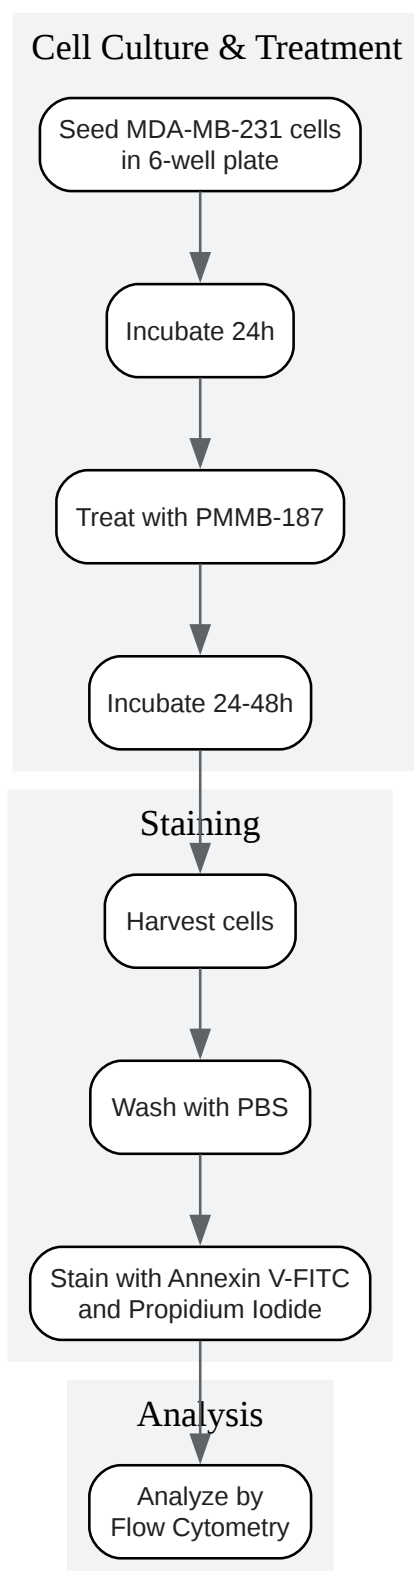 Cell Culture & Treatment
Seed MDA-MB-231 cells
in 6-well plate
Incubate 24h
Treat with PMMB-187
Incubate 24-48h
Staining
Harvest cells
Wash with PBS
Stain with Annexin V-FITC
and Propidium Iodide
Analysis
Analyze by
Flow Cytometry